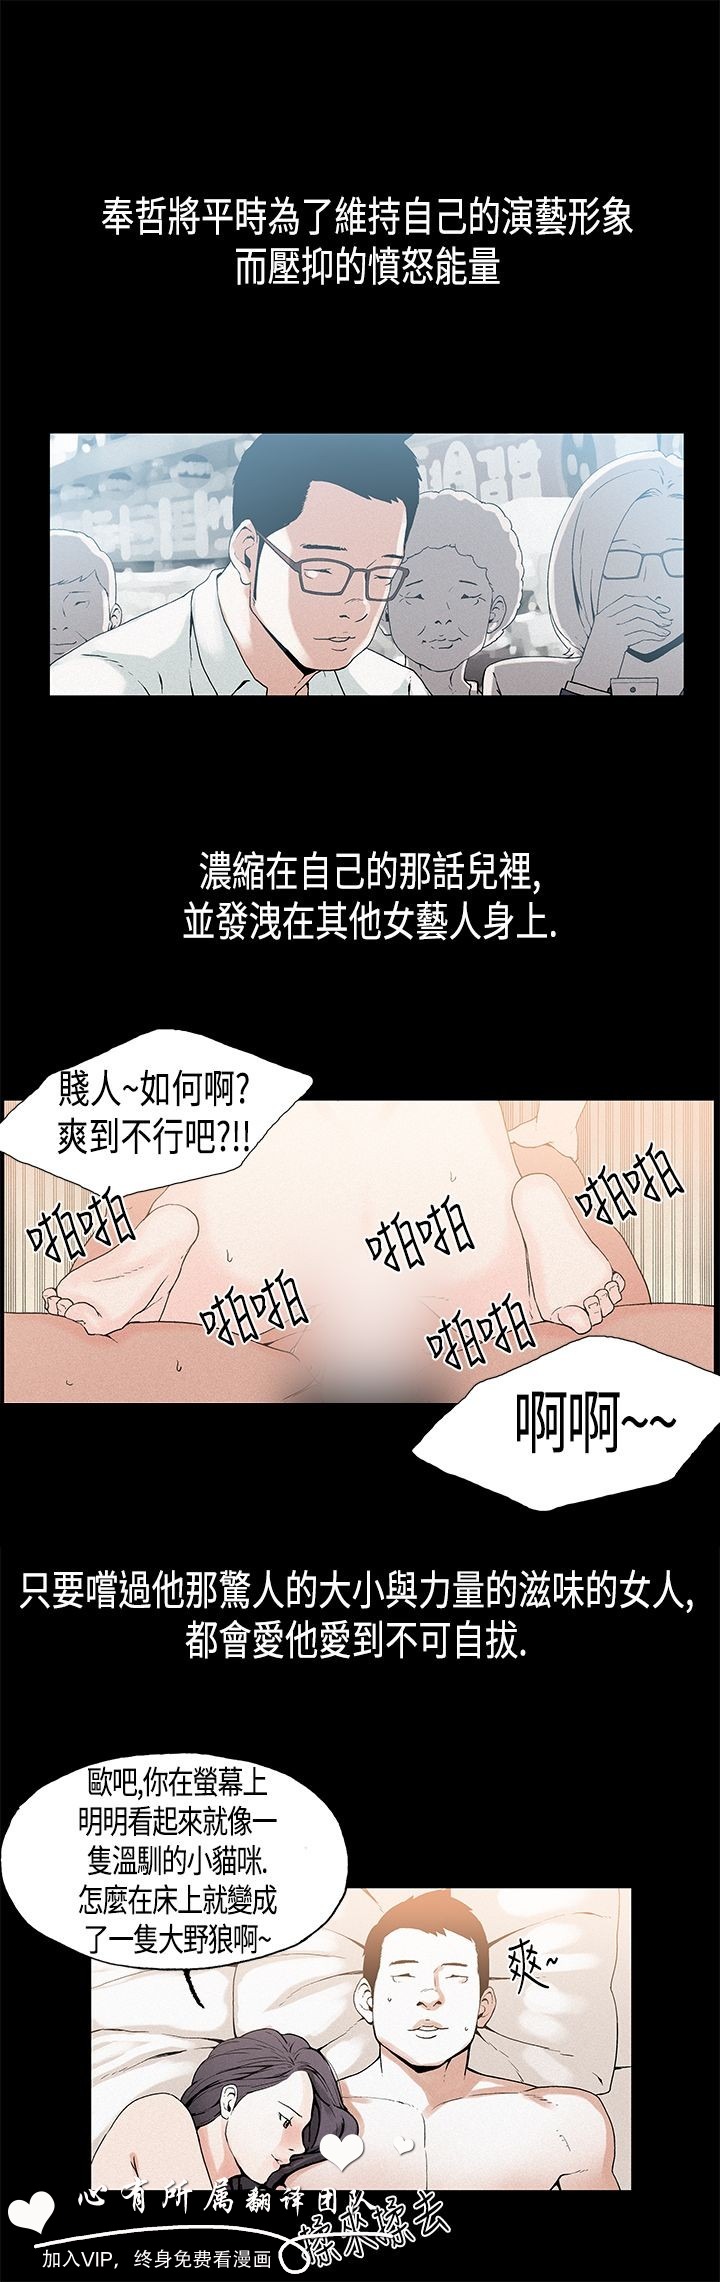 奉哲將平時為了維持自己的演藝形象
而壓抑的憤怒能量
濃縮在自己的那話兒裡,
並發洩在其他女藝人身上.
賤人~如何啊?
爽到不行吧?!!
啪啪
啪啪
啪啪
啪啪
啪啪
啊啊~~
只要嚐過他那驚人的大小與力量的滋味的女人,
都會愛他愛到不可自拔.
歐吧,你在螢幕上
明明看起來就像一
隻溫馴的小貓咪.
怎麼在床上就變成
了一隻大野狼啊~
爽~
心有所属翻译团队
揉來揉去
加入VIP，终身免费看漫画